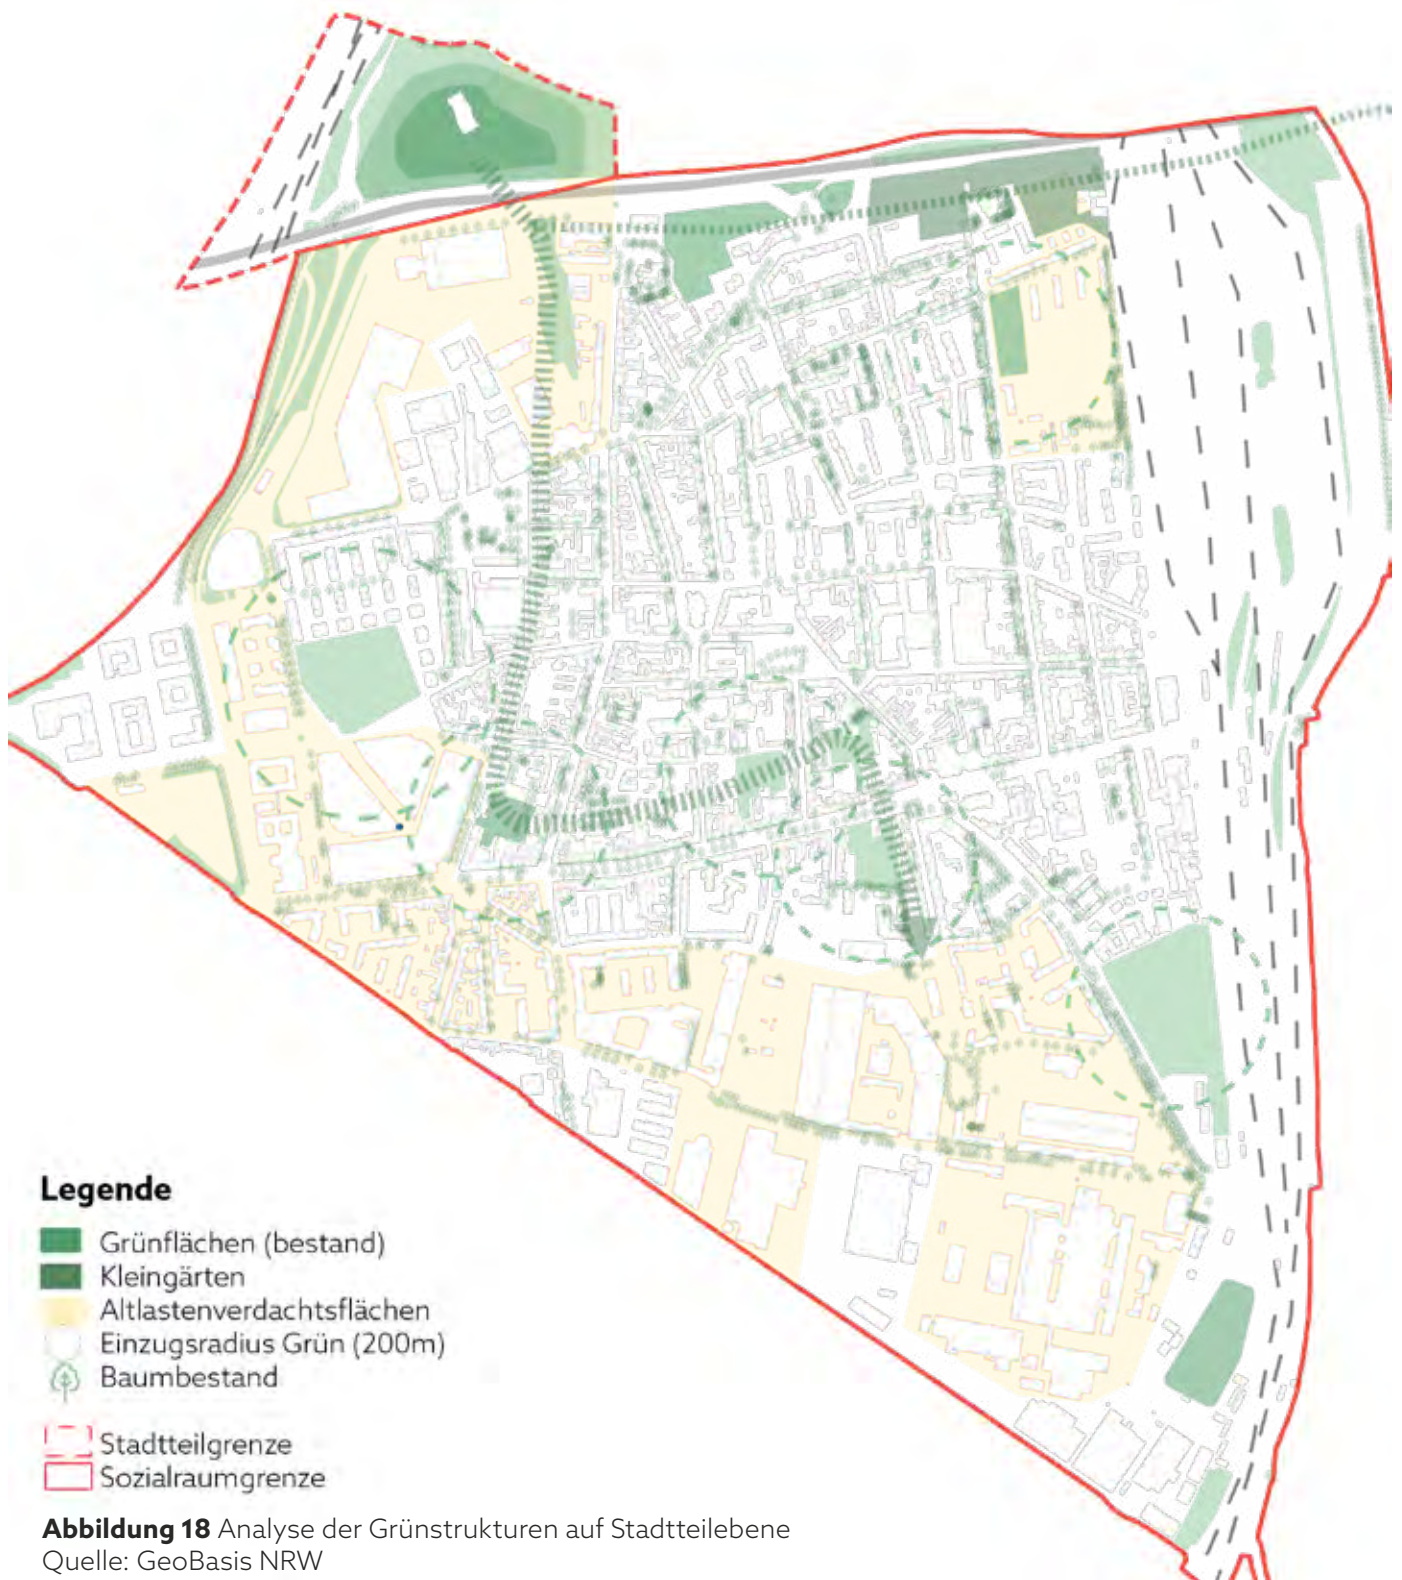 Legende
Grünflächen (bestand)
Kleingärten
Altlastenverdachtsflächen
Einzugsradius Grün (200m)
Baumbestand
Stadtteilgrenze
Sozialraumgrenze
Abbildung 18 Analyse der Grünstrukturen auf Stadtteilebene
Quelle: GeoBasis NRW